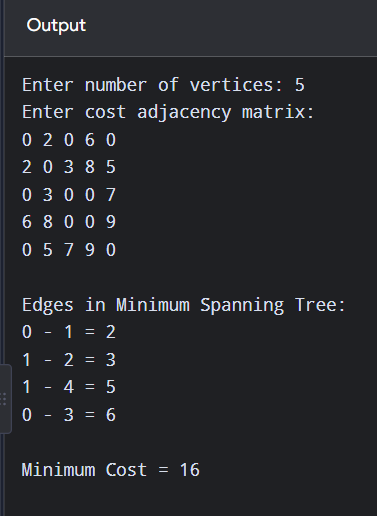 Output
Enter number of vertices: 5
Enter cost adjacency matrix:
0 2 0 6 0
2 0 3 8 5
0 3 0 0 7
6 8 0 0 9
0 5 7 9 0
Edges in Minimum Spanning Tree:
0 - 1 = 2
1 - 2 = 3
1 - 4 = 5
0 - 3 = 6
Minimum Cost = 16